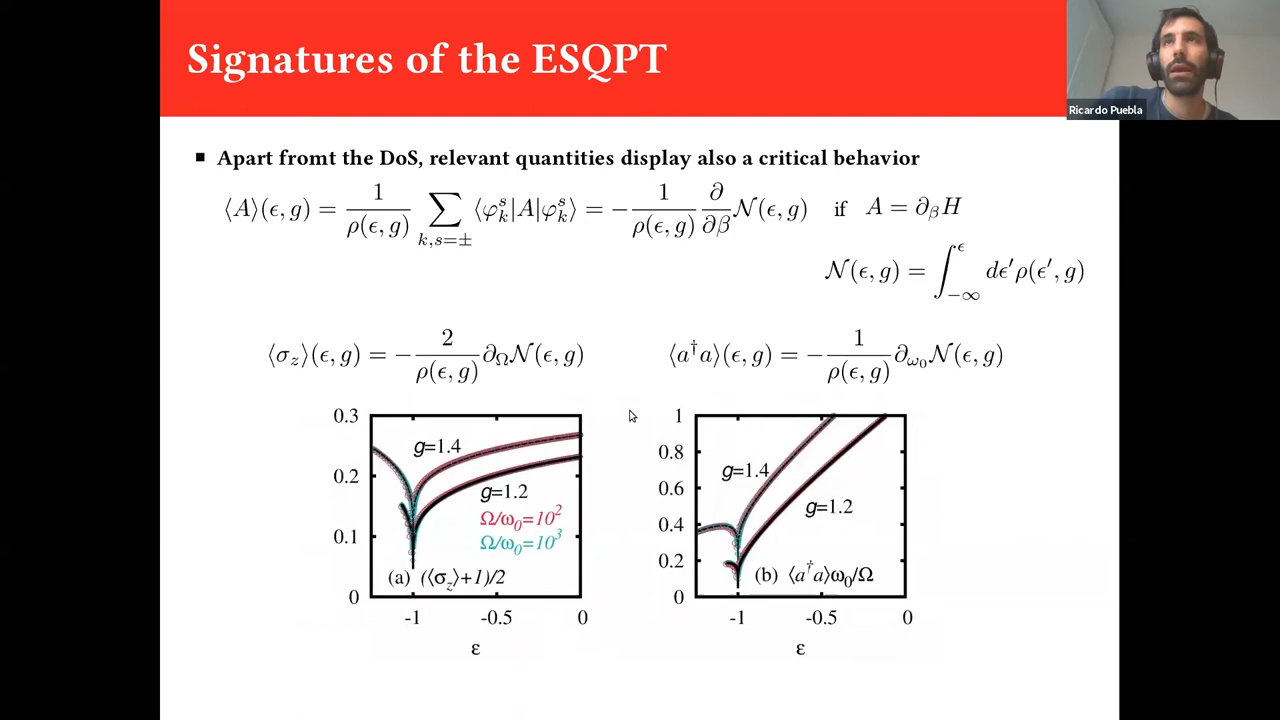 Signatures of the ESQPT
Ricardo Puebla
■ Apart fromt the DoS, relevant quantities display also a critical behavior
⟨A⟩(ϵ, g) = 1/ρ(ϵ, g) ∑_{k,s=±} ⟨φ_k^s|A|φ_k^s⟩ = − 1/ρ(ϵ, g) ∂/∂β 𝒩(ϵ, g) if A = ∂_β H
𝒩(ϵ, g) = ∫_{−∞}^{ϵ} dϵ′ρ(ϵ′, g)
⟨σ_z⟩(ϵ, g) = − 2/ρ(ϵ, g) ∂_Ω 𝒩(ϵ, g)
⟨a†a⟩(ϵ, g) = − 1/ρ(ϵ, g) ∂_{ω_0} 𝒩(ϵ, g)
0.3
0.2
0.1
0
g=1.4
g=1.2
Ω/ω_0=10^2
Ω/ω_0=10^3
(a) (⟨σ_z⟩+1)/2
-1 -0.5 0
ε
1
0.8
0.6
0.4
0.2
0
g=1.4
g=1.2
(b) ⟨a†a⟩ω_0/Ω
-1 -0.5 0
ε